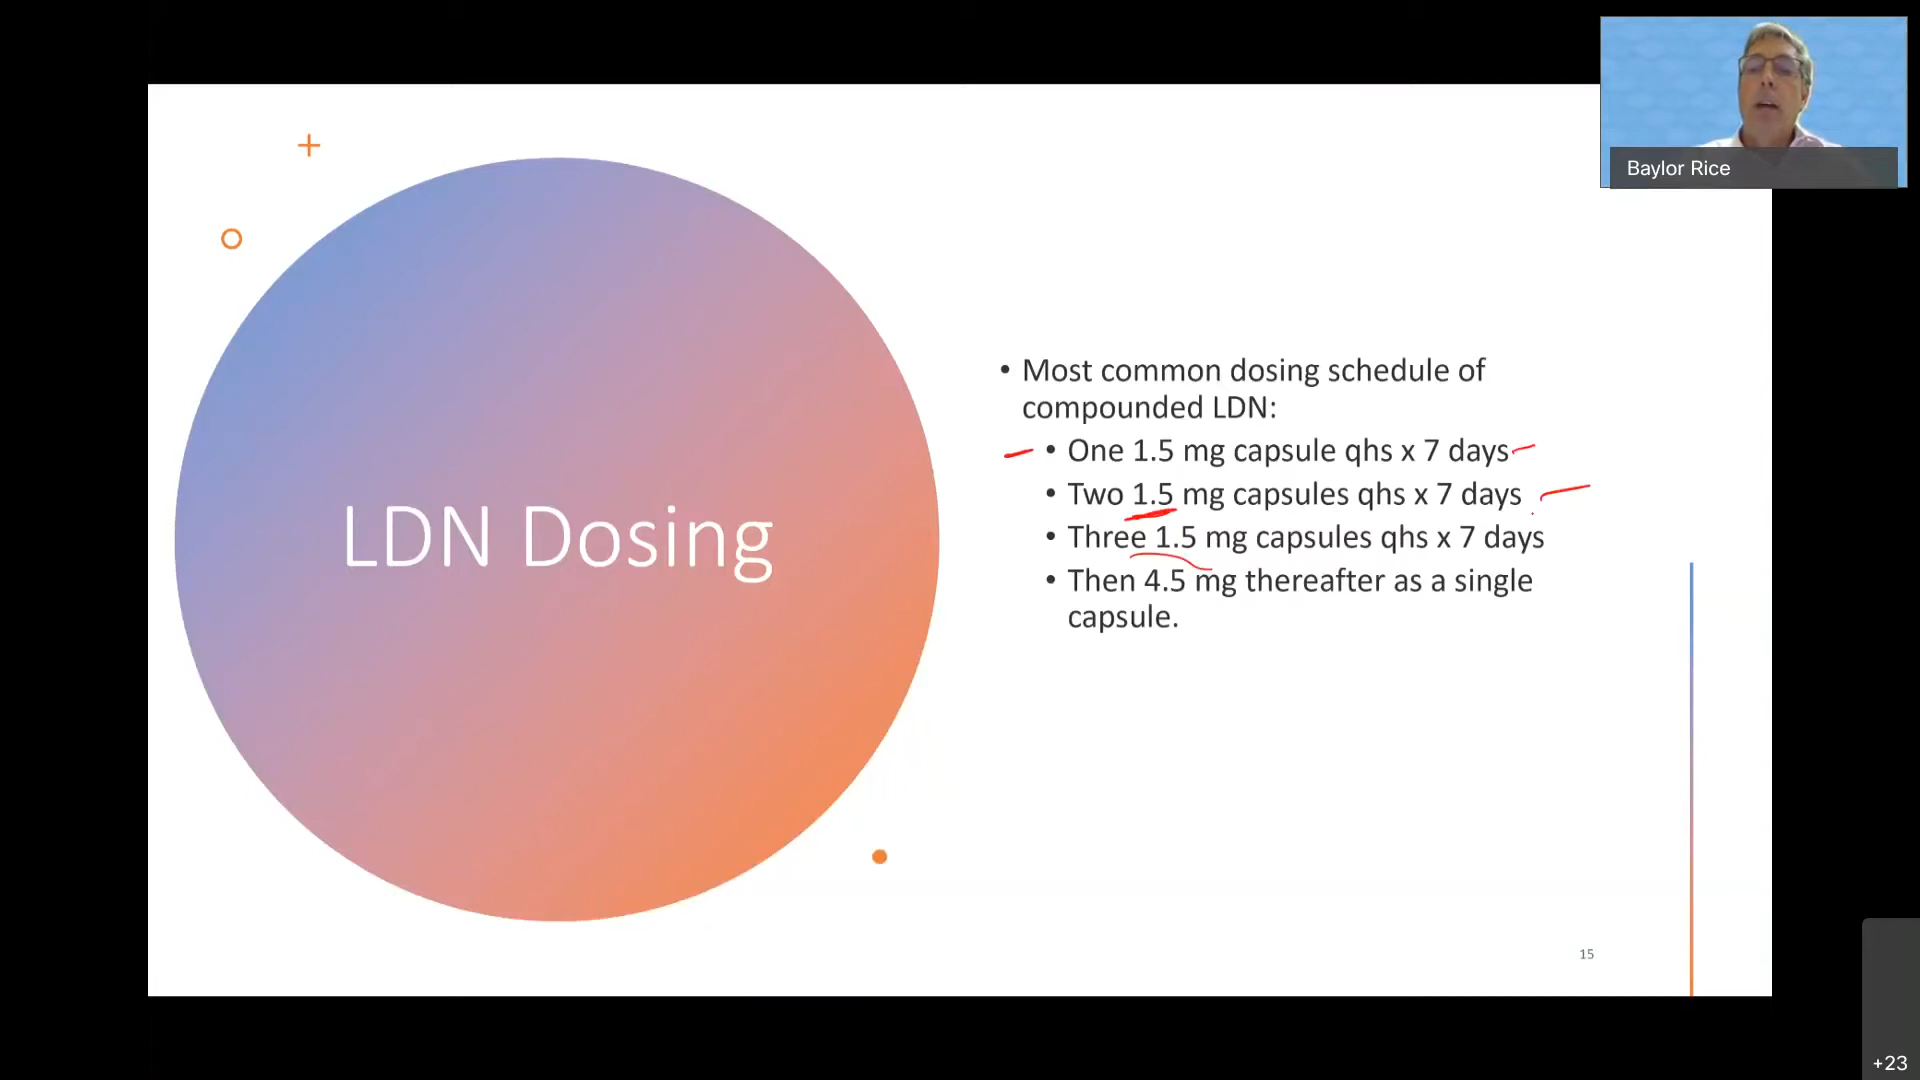 Baylor Rice
LDN Dosing
• Most common dosing schedule of
compounded LDN:
• One 1.5 mg capsule qhs x 7 days
• Two 1.5 mg capsules qhs x 7 days
• Three 1.5 mg capsules qhs x 7 days
• Then 4.5 mg thereafter as a single
capsule.
15
+23